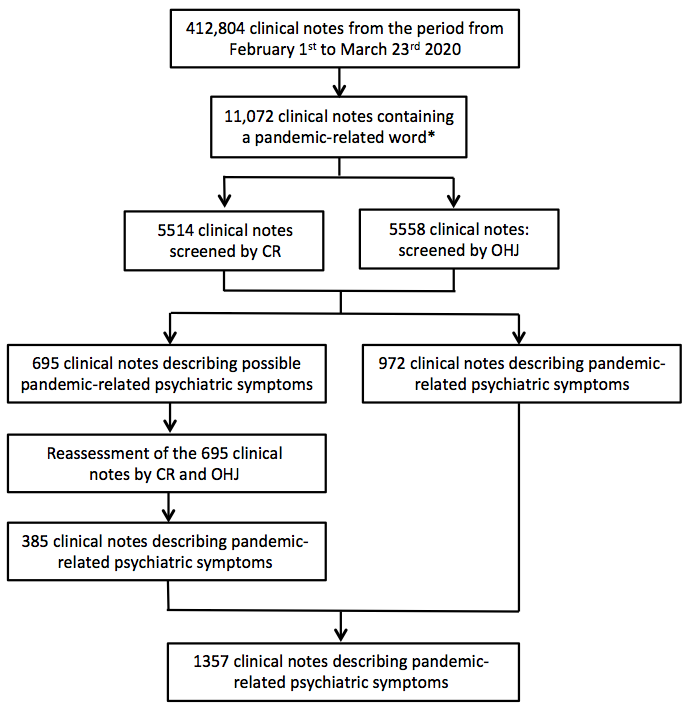 412,804 clinical notes from the period from
February 1st to March 23rd 2020
11,072 clinical notes containing
a pandemic-related word*
5514 clinical notes
screened by CR
5558 clinical notes:
screened by OHJ
695 clinical notes describing possible
pandemic-related psychiatric symptoms
972 clinical notes describing pandemic-
related psychiatric symptoms
Reassessment of the 695 clinical
notes by CR and OHJ
385 clinical notes describing pandemic-
related psychiatric symptoms
1357 clinical notes describing pandemic-
related psychiatric symptoms